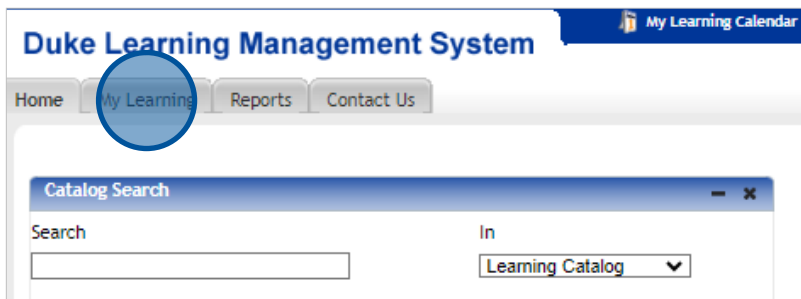 My Learning Calendar
Duke Learning Management System
Home My Learning Reports Contact Us
Catalog Search
Search In
Learning Catalog